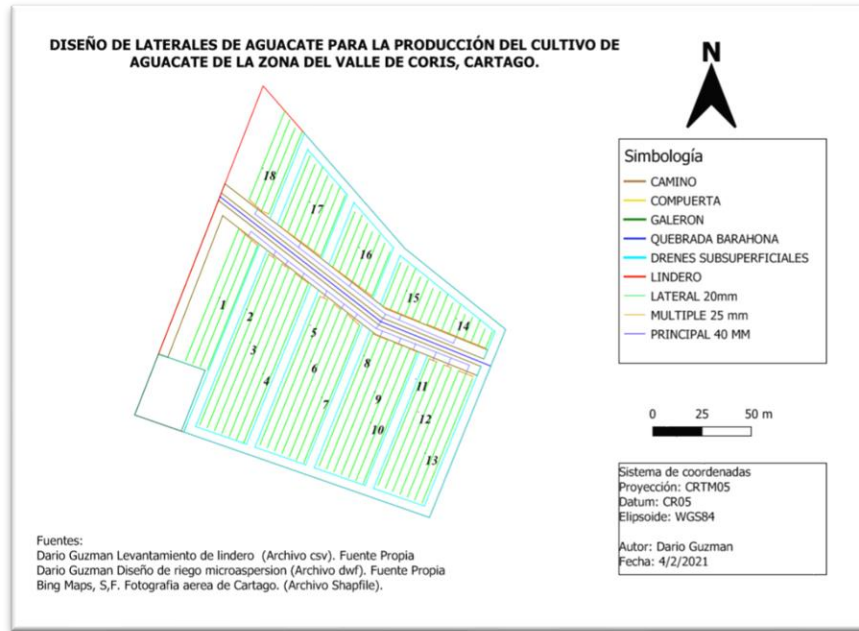 DISEÑO DE LATERALES DE AGUACATE PARA LA PRODUCCIÓN DEL CULTIVO DE
AGUACATE DE LA ZONA DEL VALLE DE CORIS, CARTAGO.
N
18
17
16
15
14
1
2
3
4
5
6
7
8
9
10
11
12
13
Simbología
CAMINO
COMPUERTA
GALERON
QUEBRADA BARAHONA
DRENES SUBSUPERFICIALES
LINDERO
LATERAL 20mm
MULTIPLE 25 mm
PRINCIPAL 40 MM
0 25 50 m
Sistema de coordenadas
Proyección: CRTM05
Datum: CR05
Elipsoide: WGS84
Autor: Dario Guzman
Fecha: 4/2/2021
Fuentes:
Dario Guzman Levantamiento de lindero (Archivo csv). Fuente Propia
Dario Guzman Diseño de riego microaspersion (Archivo dwf). Fuente Propia
Bing Maps, S,F. Fotografia aerea de Cartago. (Archivo Shapfile).